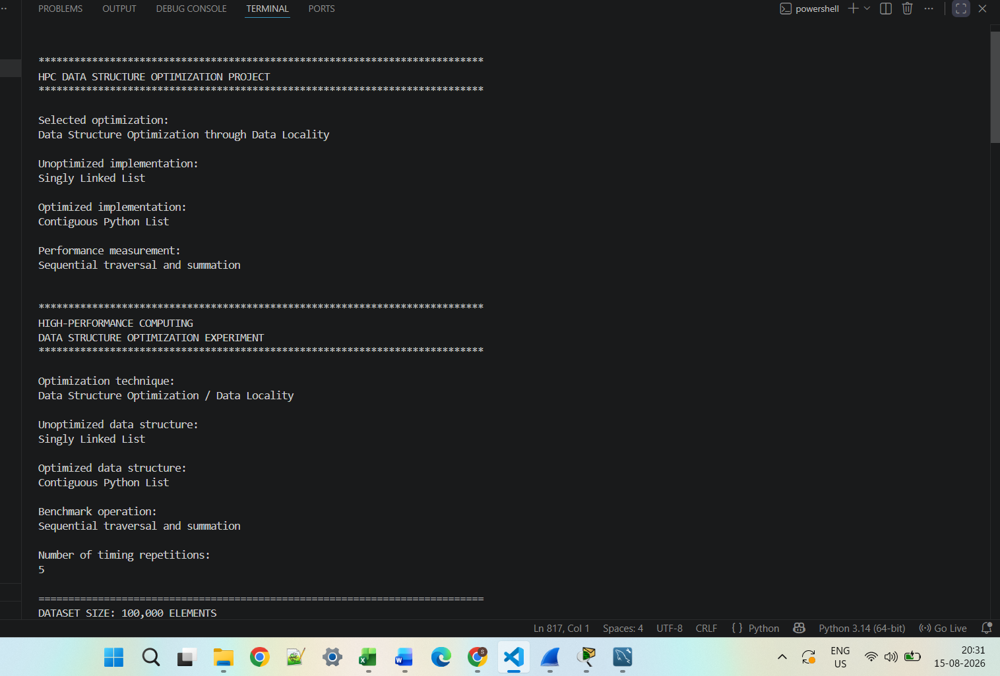 PROBLEMS OUTPUT DEBUG CONSOLE TERMINAL PORTS powershell
***************************************************************************
HPC DATA STRUCTURE OPTIMIZATION PROJECT
***************************************************************************
Selected optimization:
Data Structure Optimization through Data Locality
Unoptimized implementation:
Singly Linked List
Optimized implementation:
Contiguous Python List
Performance measurement:
Sequential traversal and summation
***************************************************************************
HIGH-PERFORMANCE COMPUTING
DATA STRUCTURE OPTIMIZATION EXPERIMENT
***************************************************************************
Optimization technique:
Data Structure Optimization / Data Locality
Unoptimized data structure:
Singly Linked List
Optimized data structure:
Contiguous Python List
Benchmark operation:
Sequential traversal and summation
Number of timing repetitions:
5
===========================================================================
DATASET SIZE: 100,000 ELEMENTS
Ln 817, Col 1 Spaces: 4 UTF-8 CRLF { } Python Python 3.14 (64-bit) Go Live
ENG
US
20:31
15-08-2026